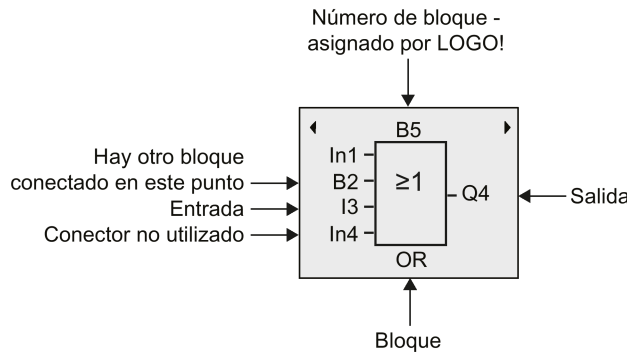 Número de bloque -
asignado por LOGO!
B5
In1
Hay otro bloque
conectado en este punto
B2
≥1
Q4
Salida
Entrada
I3
Conector no utilizado
In4
OR
Bloque